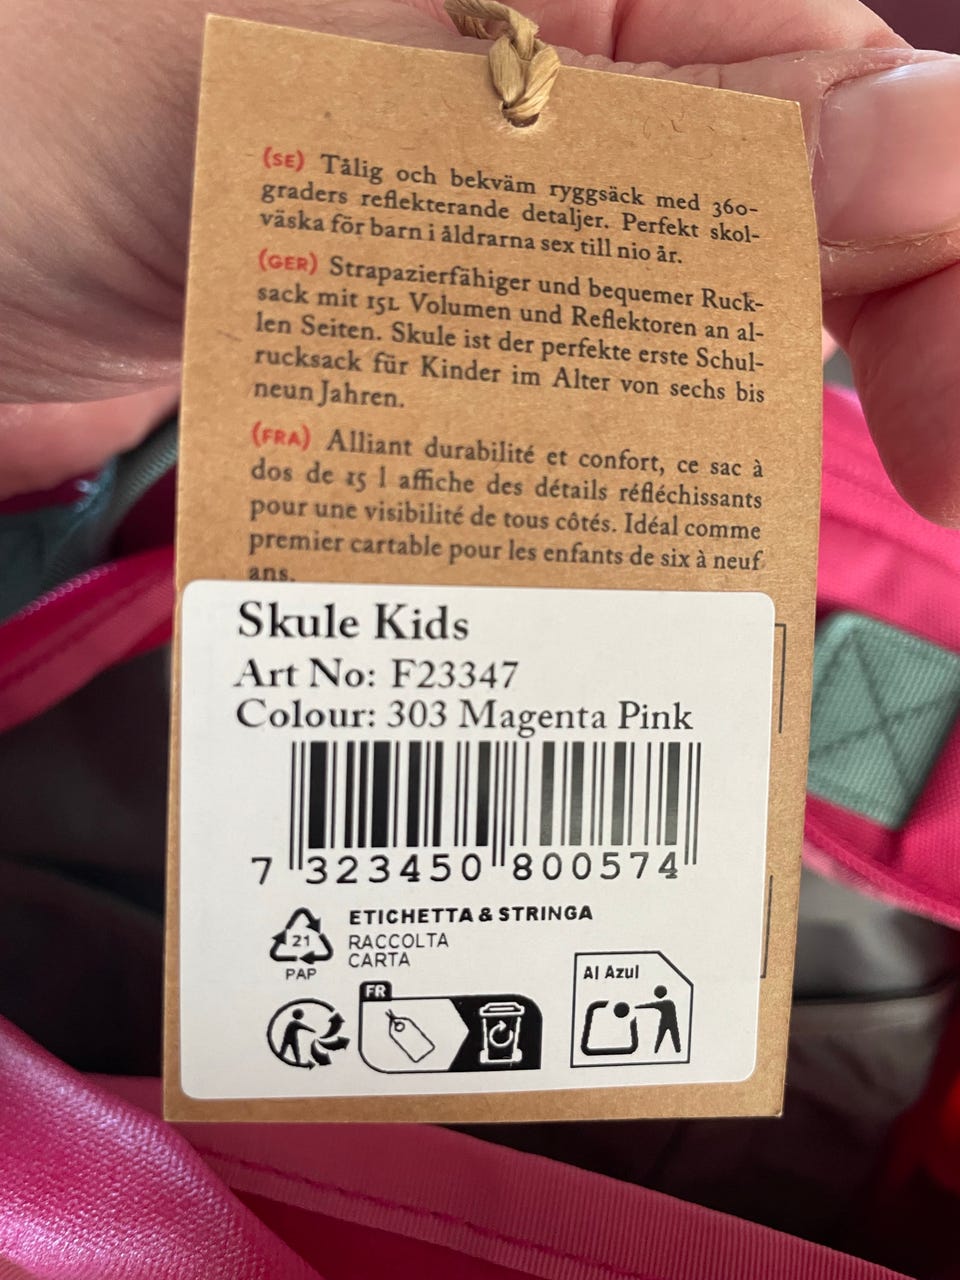 (SE) Tålig och bekväm ryggsäck med 360-
graders reflekterande detaljer. Perfekt skol-
väska för barn i åldrarna sex till nio år.
(GER) Strapazierfähiger und bequemer Ruck-
sack mit 15L Volumen und Reflektoren an al-
len Seiten. Skule ist der perfekte erste Schul-
rucksack für Kinder im Alter von sechs bis
neun Jahren.
(FRA) Alliant durabilité et confort, ce sac à
dos de 15 l affiche des détails réfléchissants
pour une visibilité de tous côtés. Idéal comme
premier cartable pour les enfants de six à neuf
ans.
Skule Kids
Art No: F23347
Colour: 303 Magenta Pink
7 323450 800574
ETICHETTA & STRINGA
RACCOLTA
CARTA
21
PAP
FR
Al Azul